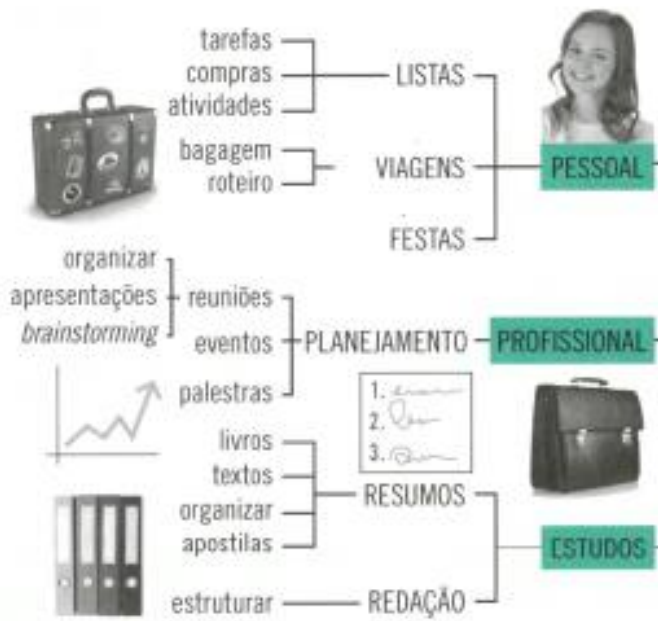 tarefas
compras
atividades
LISTAS
bagagem
roteiro
VIAGENS
PESSOAL
FESTAS
organizar
apresentações
brainstorming
reuniões
eventos
palestras
PLANEJAMENTO
PROFISSIONAL
1.
2.
3.
livros
textos
organizar
apostilas
RESUMOS
ESTUDOS
estruturar
REDAÇÃO